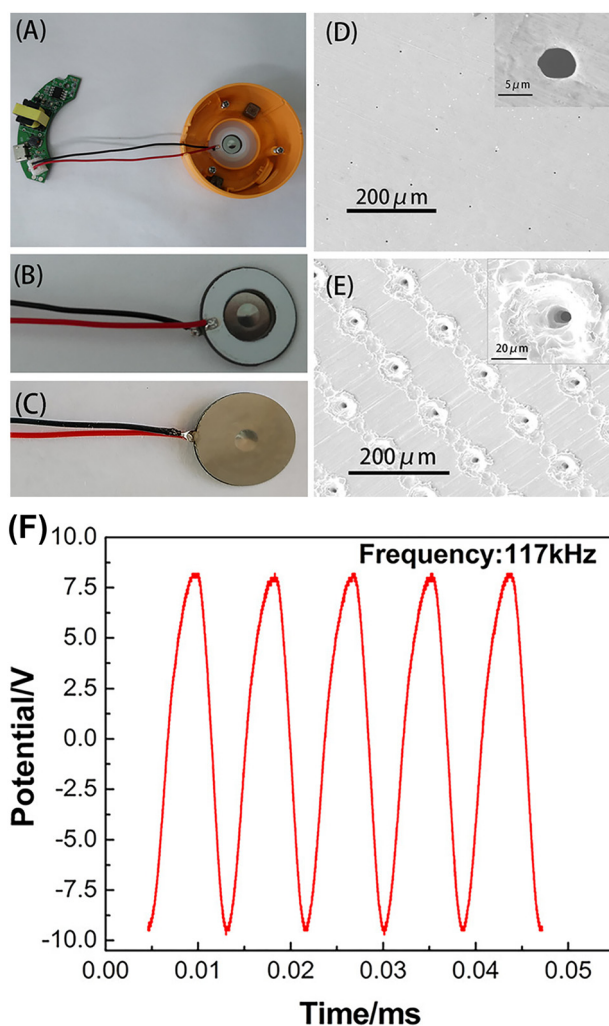 (A)
(B)
(C)
(D)
5μm
200μm
(E)
20μm
200μm
(F)
Frequency:117kHz
Potential/V
10.0
7.5
5.0
2.5
0.0
-2.5
-5.0
-7.5
-10.0
0.00 0.01 0.02 0.03 0.04 0.05
Time/ms